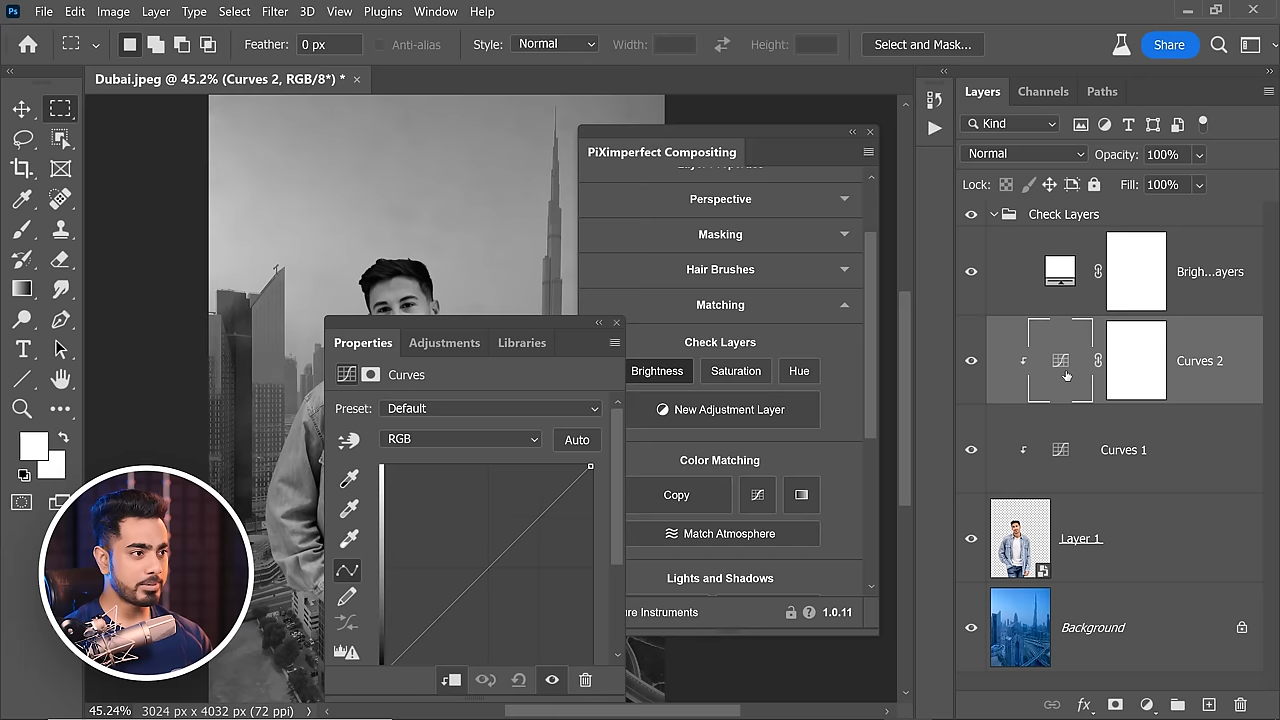 Ps File Edit Image Layer Type Select Filter 3D View Plugins Window Help
Feather: 0 px Anti-alias Style: Normal Width: Height: Select and Mask... Share
Dubai.jpeg @ 45.2% (Curves 2, RGB/8*) * ×
PiXimperfect Compositing
Perspective
Masking
Hair Brushes
Matching
Check Layers
Brightness Saturation Hue
New Adjustment Layer
Color Matching
Copy
Match Atmosphere
Lights and Shadows
ure Instruments 1.0.11
Properties Adjustments Libraries
Curves
Preset: Default
RGB Auto
Layers Channels Paths
Kind
Normal Opacity: 100%
Lock: Fill: 100%
Check Layers
Brigh...ayers
Curves 2
Curves 1
Layer 1
Background
45.24% 3024 px x 4032 px (72 ppi)